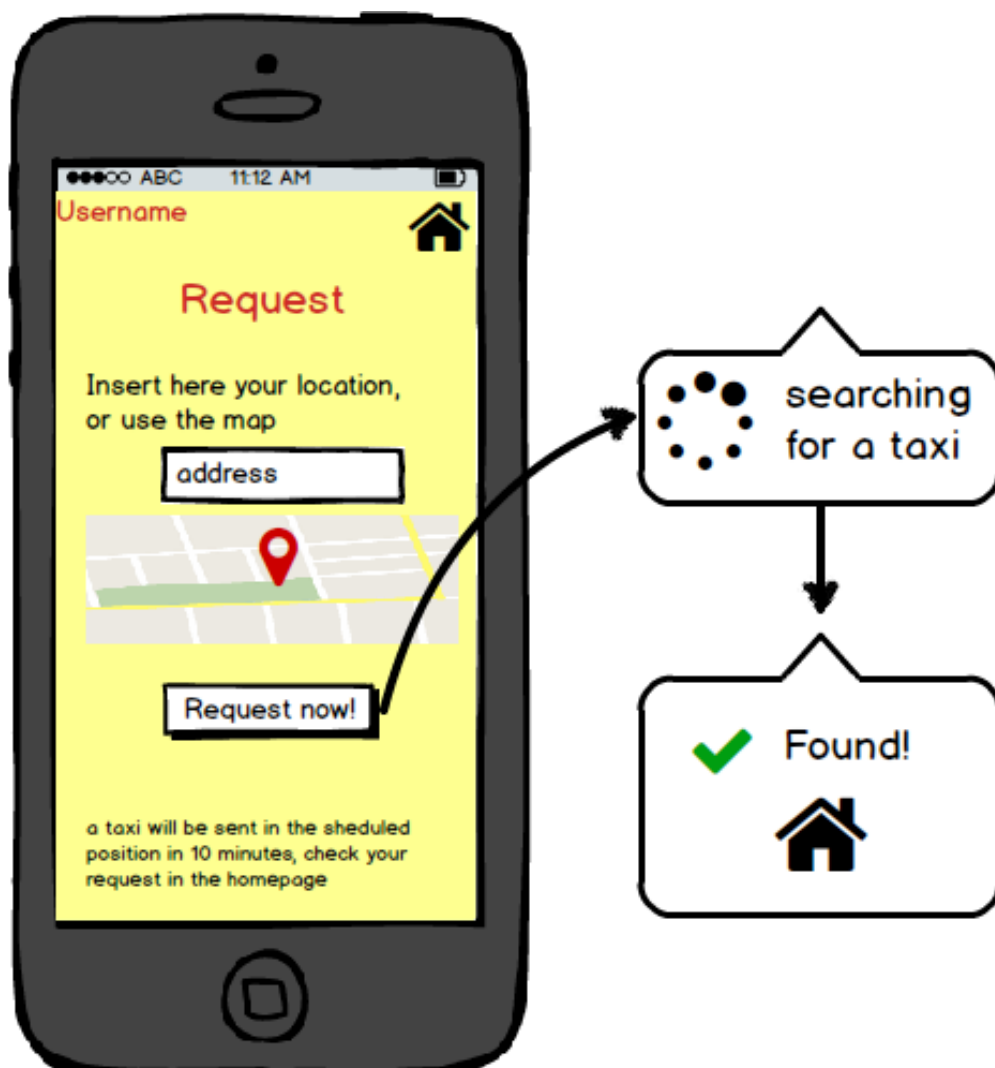 ABC 11:12 AM
Username
Request
Insert here your location,
or use the map
address
Request now!
a taxi will be sent in the sheduled
position in 10 minutes, check your
request in the homepage
searching
for a taxi
Found!